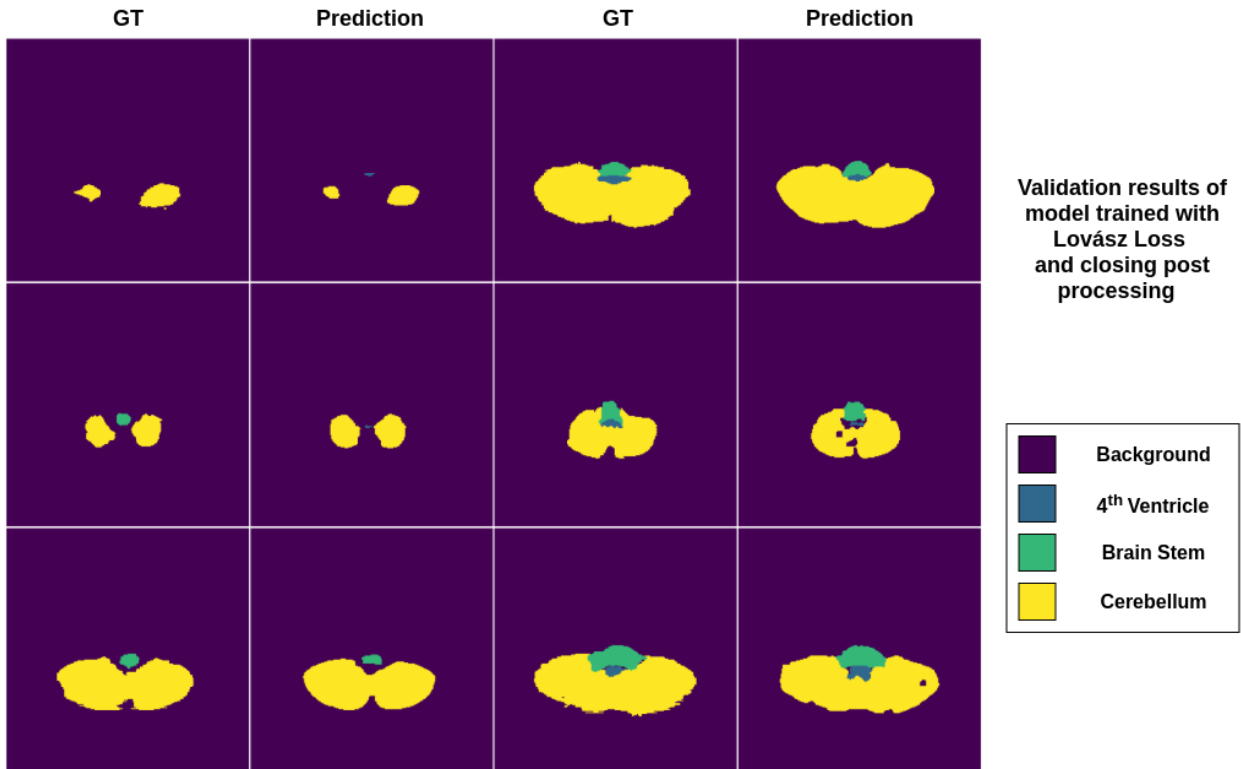 GT
Prediction
GT
Prediction
Validation results of
model trained with
Lovász Loss
and closing post
processing
Background
4th Ventricle
Brain Stem
Cerebellum